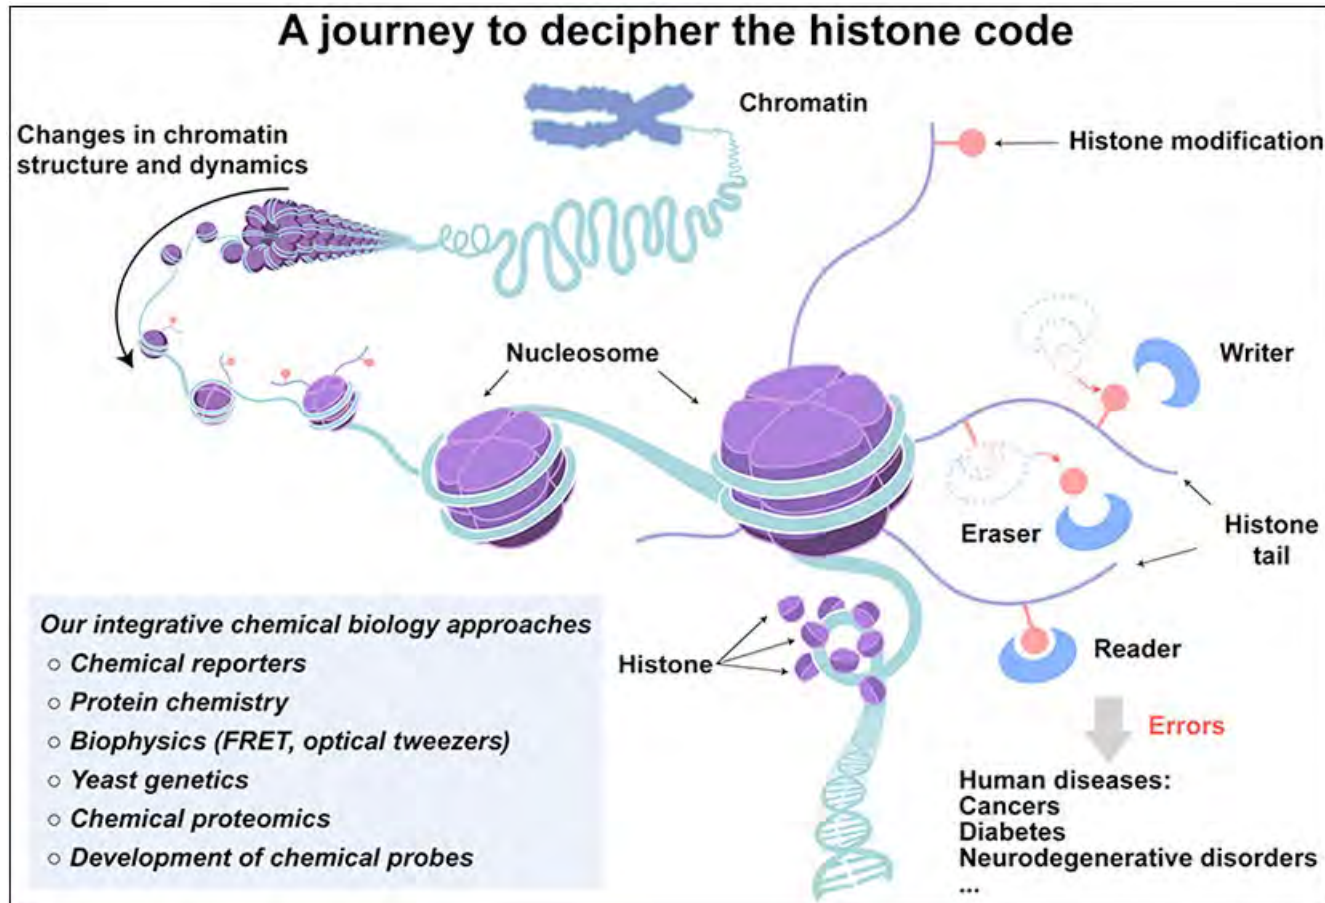 A journey to decipher the histone code
Chromatin
Changes in chromatin
structure and dynamics
Histone modification
Nucleosome
Writer
Eraser
Histone
tail
Histone
Reader
Errors
Human diseases:
Cancers
Diabetes
Neurodegenerative disorders
...
Our integrative chemical biology approaches
○ Chemical reporters
○ Protein chemistry
○ Biophysics (FRET, optical tweezers)
○ Yeast genetics
○ Chemical proteomics
○ Development of chemical probes